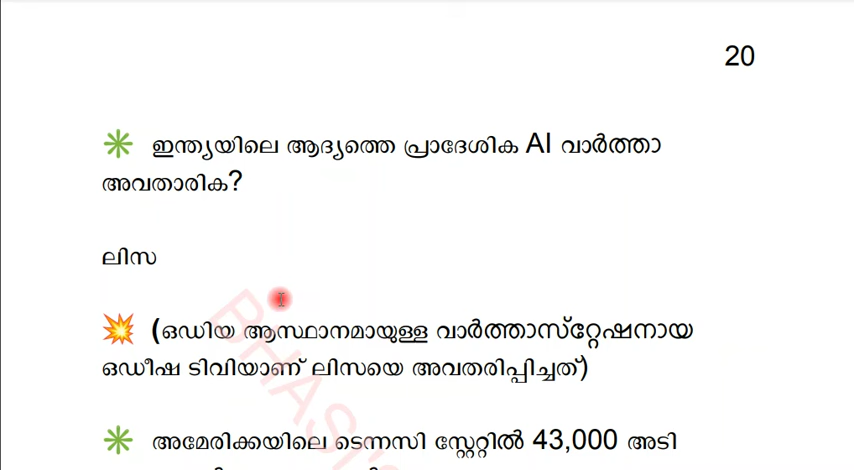 20
✳️ ഇന്ത്യയിലെ ആദ്യത്തെ പ്രാദേശിക AI വാർത്താ
അവതാരിക?
ലിസ
💥 (ഒഡിയ ആസ്ഥാനമായുള്ള വാർത്താസ്റ്റേഷനായ
ഒഡീഷ ടിവിയാണ് ലിസയെ അവതരിപ്പിച്ചത്)
BHASI's
✳️ അമേരിക്കയിലെ ടെന്നസി സ്റ്റേറ്റിൽ 43,000 അടി